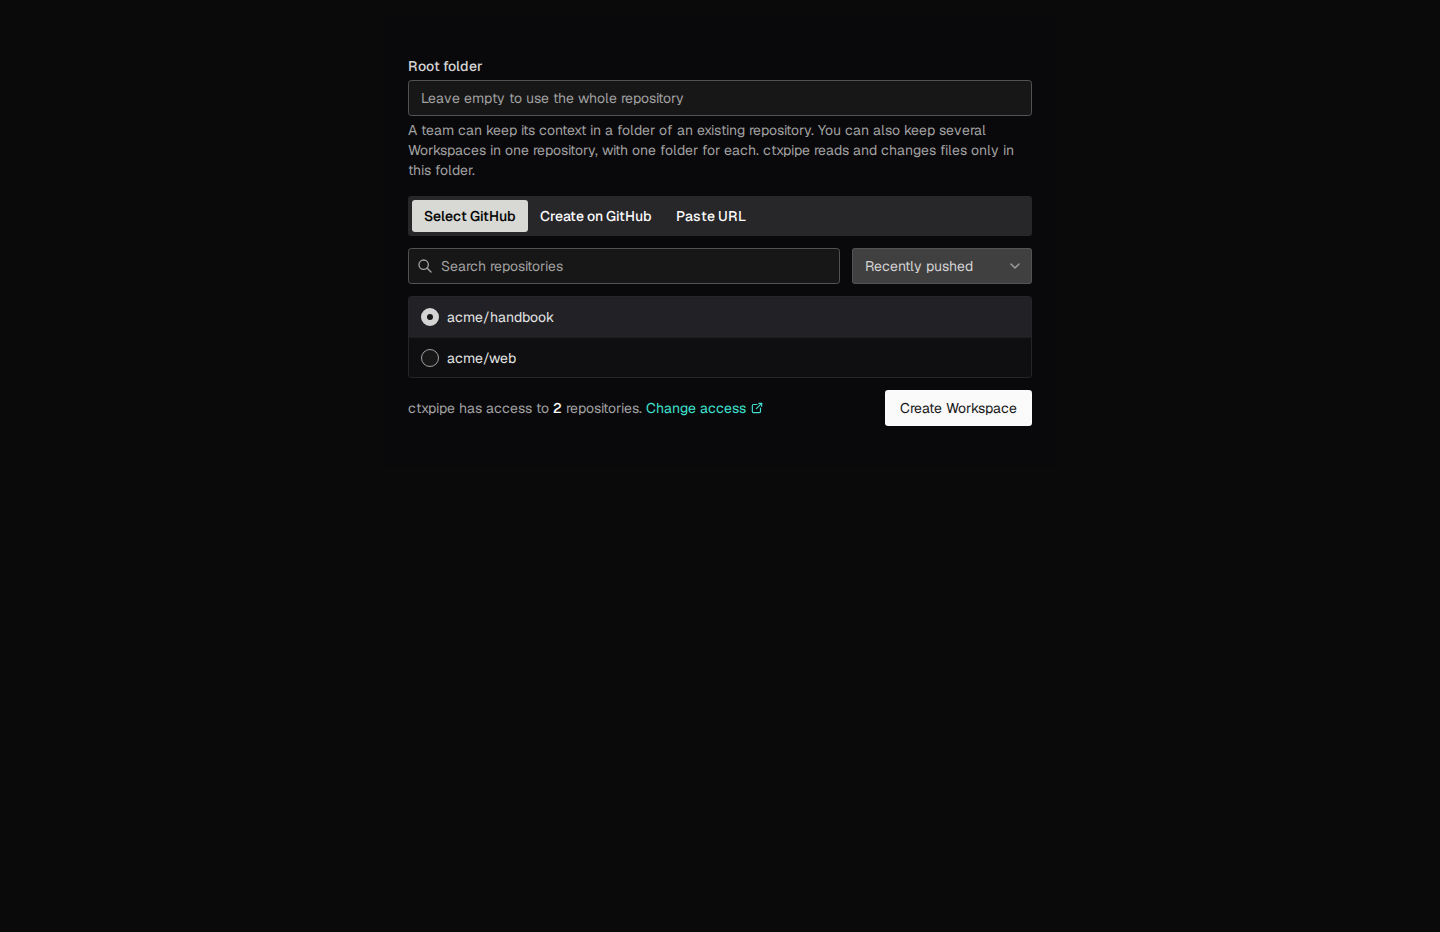 Root folder
Leave empty to use the whole repository
A team can keep its context in a folder of an existing repository. You can also keep several
Workspaces in one repository, with one folder for each. ctxpipe reads and changes files only in
this folder.
Select GitHub
Create on GitHub
Paste URL
Search repositories
Recently pushed
acme/handbook
acme/web
ctxpipe has access to 2 repositories. Change access
Create Workspace